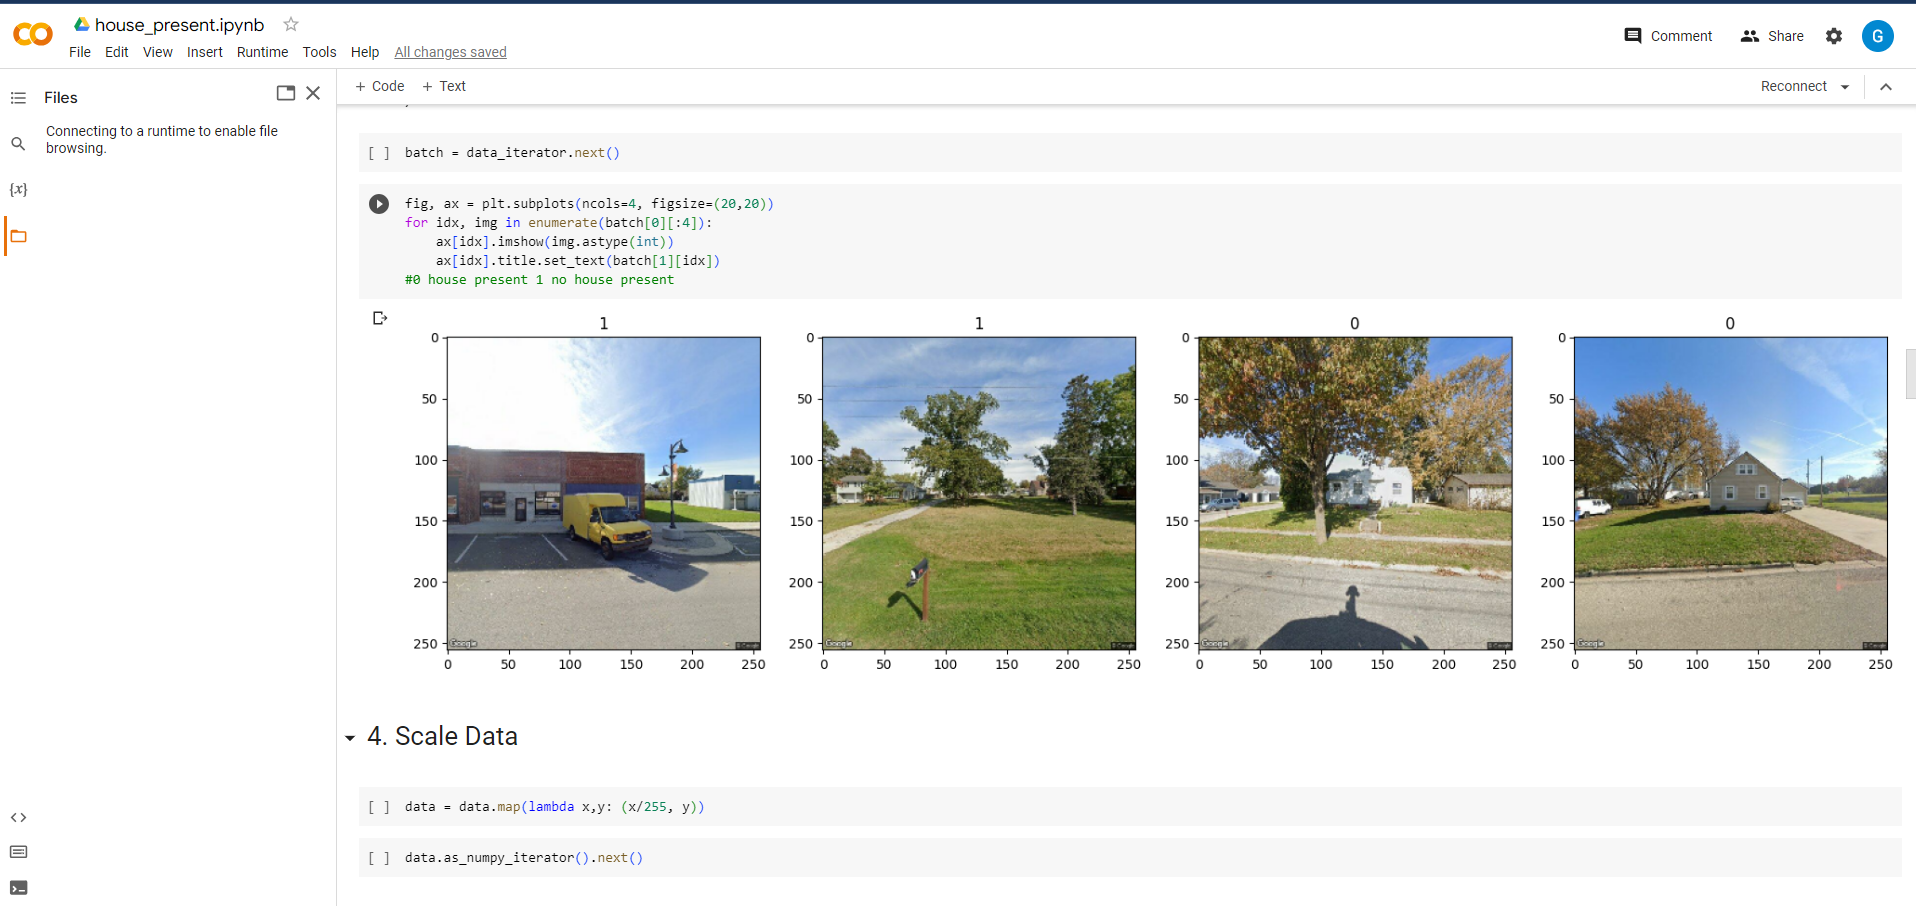 house_present.ipynb
File Edit View Insert Runtime Tools Help All changes saved
Comment Share G
Files
Connecting to a runtime to enable file
browsing.
{x}
+ Code + Text
Reconnect
[ ] batch = data_iterator.next()
fig, ax = plt.subplots(ncols=4, figsize=(20,20))
for idx, img in enumerate(batch[0][:4]):
    ax[idx].imshow(img.astype(int))
    ax[idx].title.set_text(batch[1][idx])
#0 house present 1 no house present
1
0
50
100
150
200
250
0 50 100 150 200 250
Google
1
0
50
100
150
200
250
0 50 100 150 200 250
Google
0
0
50
100
150
200
250
0 50 100 150 200 250
Google
0
0
50
100
150
200
250
0 50 100 150 200 250
Google
4. Scale Data
[ ] data = data.map(lambda x,y: (x/255, y))
[ ] data.as_numpy_iterator().next()